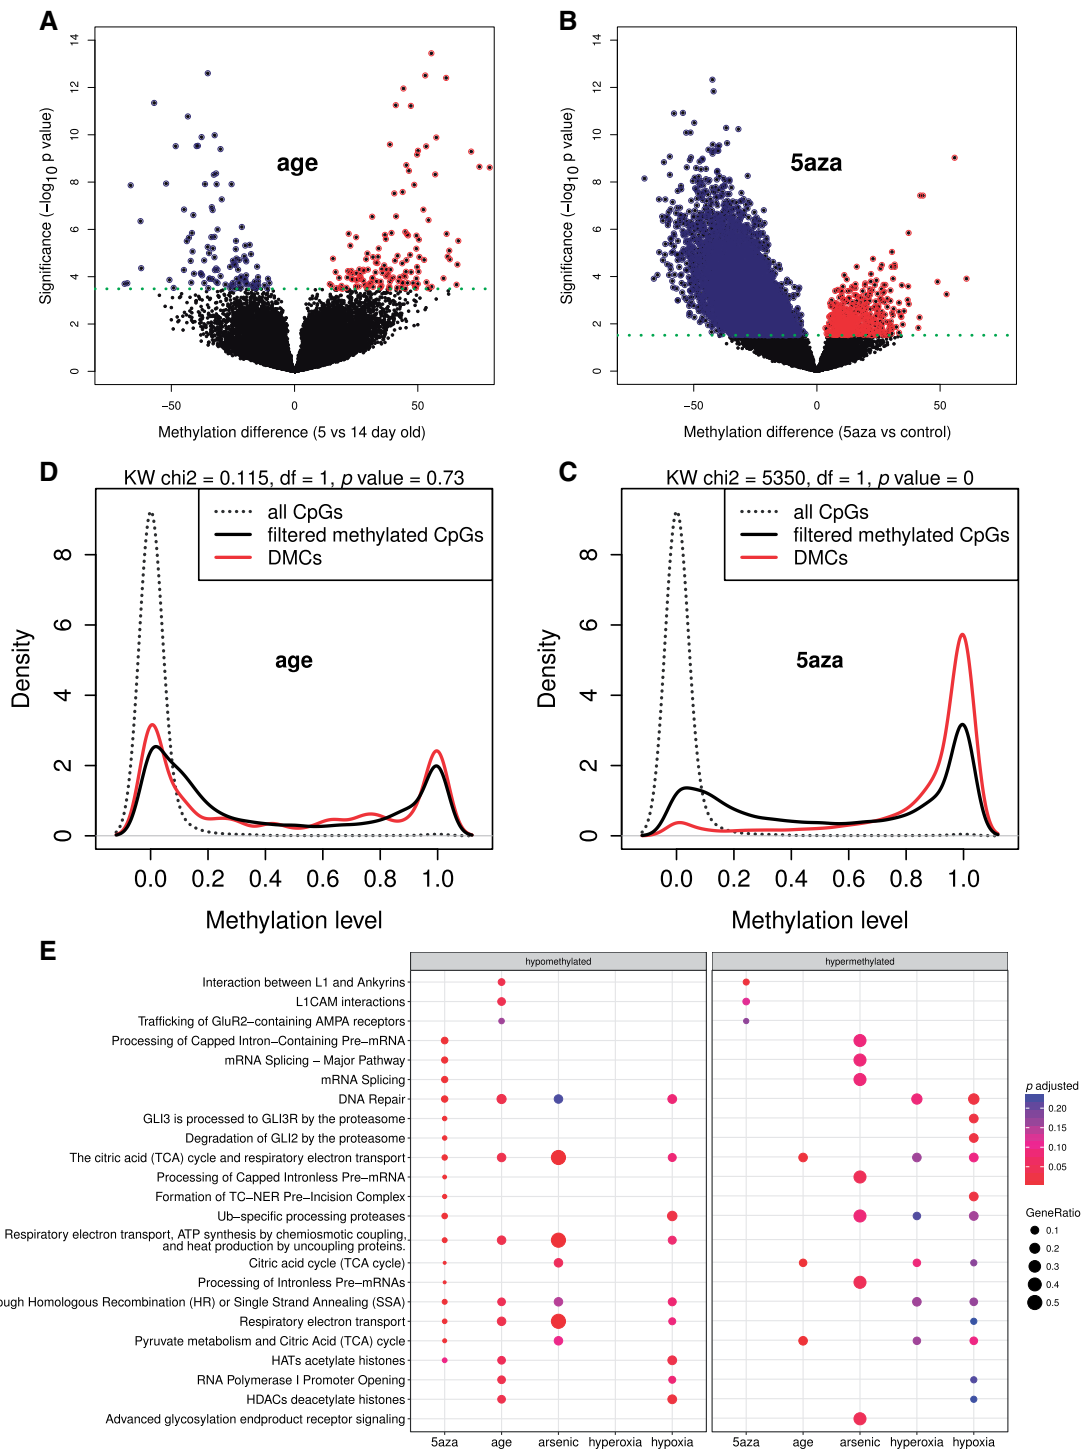 A
14
12
10
8
6
4
2
0
Significance (−log10 p value)
age
−50
0
50
Methylation difference (5 vs 14 day old)
B
14
12
10
8
6
4
2
0
Significance (−log10 p value)
5aza
−50
0
50
Methylation difference (5aza vs control)
D
KW chi2 = 0.115, df = 1, p value = 0.73
all CpGs
filtered methylated CpGs
DMCs
age
Density
8
6
4
2
0
0.0 0.2 0.4 0.6 0.8 1.0
Methylation level
C
KW chi2 = 5350, df = 1, p value = 0
all CpGs
filtered methylated CpGs
DMCs
5aza
Density
8
6
4
2
0
0.0 0.2 0.4 0.6 0.8 1.0
Methylation level
E
hypomethylated
hypermethylated
Interaction between L1 and Ankyrins
L1CAM interactions
Trafficking of GluR2−containing AMPA receptors
Processing of Capped Intron−Containing Pre−mRNA
mRNA Splicing − Major Pathway
mRNA Splicing
DNA Repair
GLI3 is processed to GLI3R by the proteasome
Degradation of GLI2 by the proteasome
The citric acid (TCA) cycle and respiratory electron transport
Processing of Capped Intronless Pre−mRNA
Formation of TC−NER Pre−Incision Complex
Ub−specific processing proteases
Respiratory electron transport, ATP synthesis by chemiosmotic coupling,
and heat production by uncoupling proteins.
Citric acid cycle (TCA cycle)
Processing of Intronless Pre−mRNAs
ough Homologous Recombination (HR) or Single Strand Annealing (SSA)
Respiratory electron transport
Pyruvate metabolism and Citric Acid (TCA) cycle
HATs acetylate histones
RNA Polymerase I Promoter Opening
HDACs deacetylate histones
Advanced glycosylation endproduct receptor signaling
5aza age arsenic hyperoxia hypoxia
5aza age arsenic hyperoxia hypoxia
p adjusted
0.20
0.15
0.10
0.05
GeneRatio
0.1
0.2
0.3
0.4
0.5